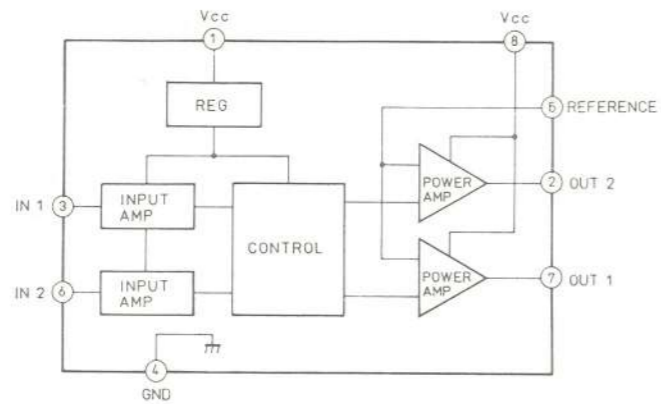 Vcc
Vcc
1
8
REG
6 REFERENCE
IN 1 3
INPUT
AMP
POWER
AMP
2 OUT 2
CONTROL
IN 2 6
INPUT
AMP
POWER
AMP
7 OUT 1
4
GND